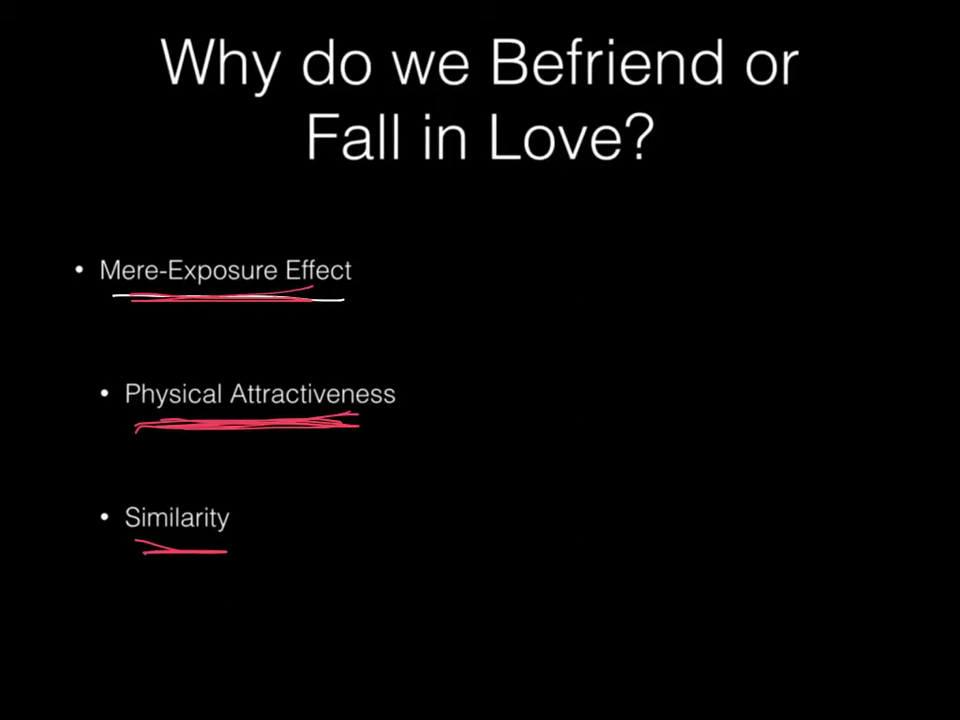 Why do we Befriend or
Fall in Love?
• Mere-Exposure Effect
• Physical Attractiveness
• Similarity